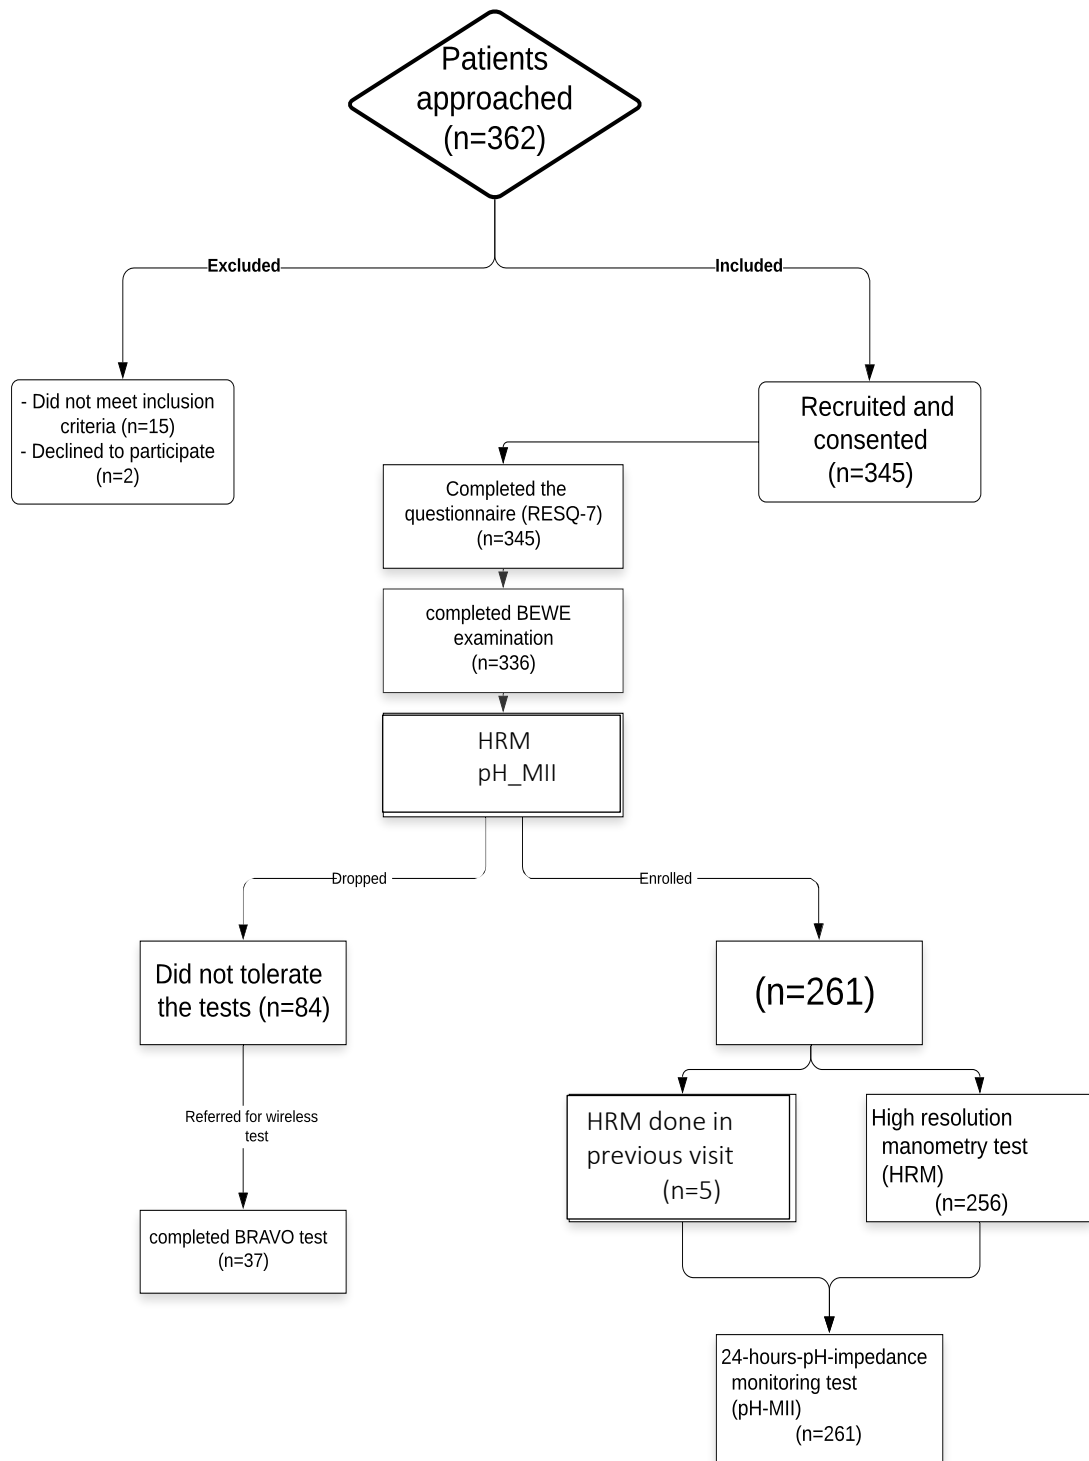 Patients
approached
(n=362)
Excluded
Included
- Did not meet inclusion
criteria (n=15)
- Declined to participate
(n=2)
Recruited and
consented
(n=345)
Completed the
questionnaire (RESQ-7)
(n=345)
completed BEWE
examination
(n=336)
HRM
pH_MII
Dropped
Enrolled
Did not tolerate
the tests (n=84)
(n=261)
Referred for wireless
test
HRM done in
previous visit
(n=5)
High resolution
manometry test
(HRM)
(n=256)
completed BRAVO test
(n=37)
24-hours-pH-impedance
monitoring test
(pH-MII)
(n=261)